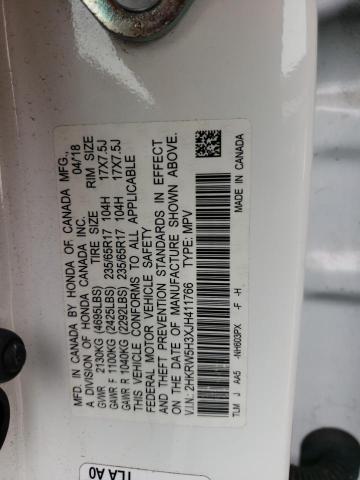 MFD. IN CANADA BY HONDA OF CANADA MFG., 04/18
A DIVISION OF HONDA CANADA INC.
TIRE SIZE RIM SIZE
GVWR 2130KG (4695LBS)
GAWR F 1100KG (2425LBS) 235/65R17 104H 17X7.5J
GAWR R 1040KG (2292LBS) 235/65R17 104H 17X7.5J
THIS VEHICLE CONFORMS TO ALL APPLICABLE
FEDERAL MOTOR VEHICLE SAFETY
AND THEFT PREVENTION STANDARDS IN EFFECT
ON THE DATE OF MANUFACTURE SHOWN ABOVE.
V.I.N.: 2HKRW5H3XJH411766 TYPE: MPV
TLM J AA5 -NH603PX -F -H
MADE IN CANADA
TLA A0